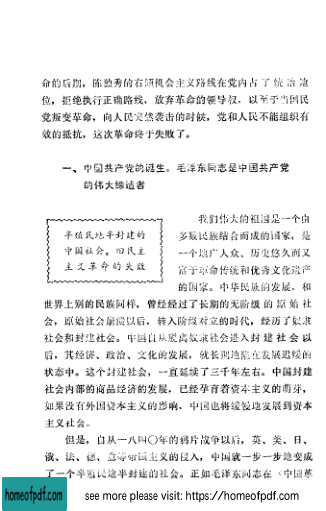 命的后期，陈独秀的右倾机会主义路线在党内占了统治地
位，拒绝执行正确路线，放弃革命的领导权，以至于当国民
党叛变革命，向人民突然袭击的时候，党和人民不能组织有
效的抵抗，这次革命终于失败了。
一、中国共产党的诞生。毛泽东同志是中国共产党
的伟大缔造者
半殖民地半封建的
中国社会。旧民主
主义革命的失败
我们伟大的祖国是一个由
多数民族结合而成的国家，是
一个地广人众、历史悠久而又
富于革命传统和优秀文化遗产
的国家。中华民族的发展，和
世界上别的民族同样，曾经经过了长期的无阶级的原始社
会，原始社会崩溃以后，转入阶级对立的时代，经历了奴隶
社会和封建社会。中国自从脱离奴隶社会进入封建社会以
后，其经济、政治、文化的发展，就长期地陷在发展迟缓的
状态中。这个封建社会，一直延续了三千年左右。中国封建
社会内部的商品经济的发展，已经孕育着资本主义的萌芽，
如果没有外国资本主义的影响，中国也将缓慢地发展到资本
主义社会。
但是，自从一八四〇年的鸦片战争以后，英、美、日、
俄、法、德、意等帝国主义的侵入，中国就一步一步地变成
了一个半殖民地半封建的社会。正如毛泽东同志在《中国革
homeofpdf.com
see more please visit: https://homeofpdf.com